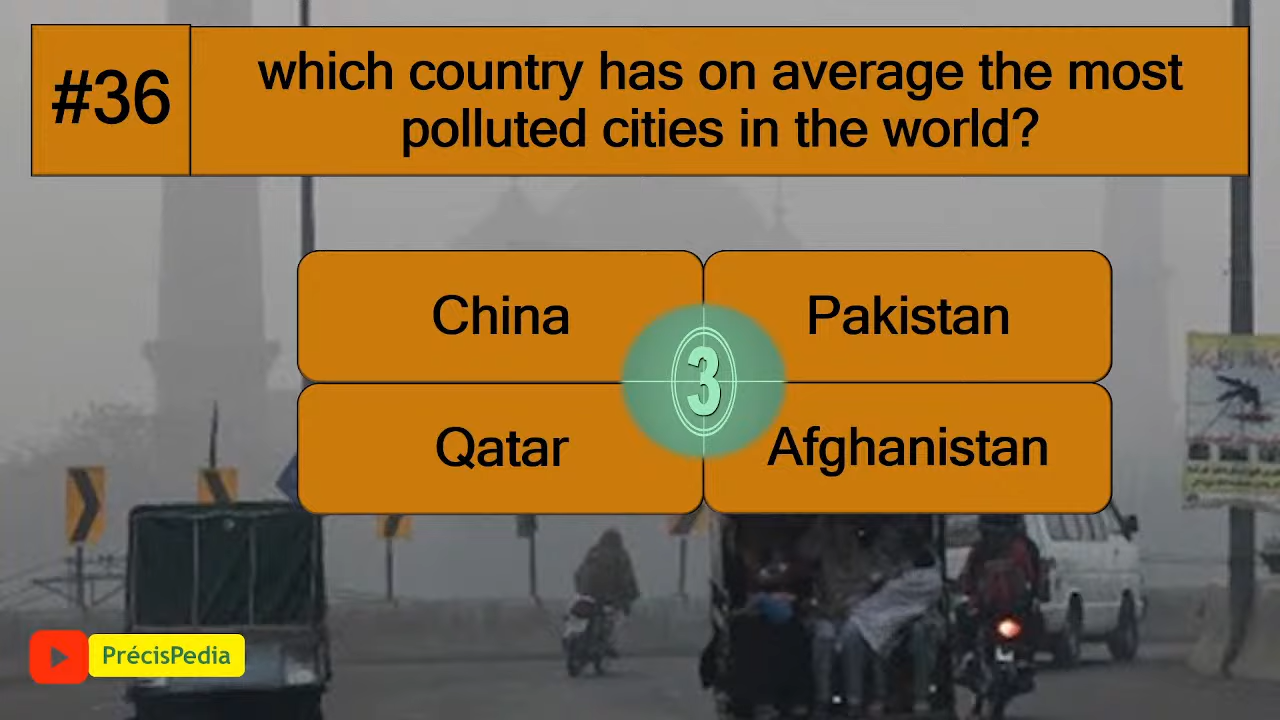 #36
which country has on average the most
polluted cities in the world?
China
Pakistan
3
Qatar
Afghanistan
PrécisPedia